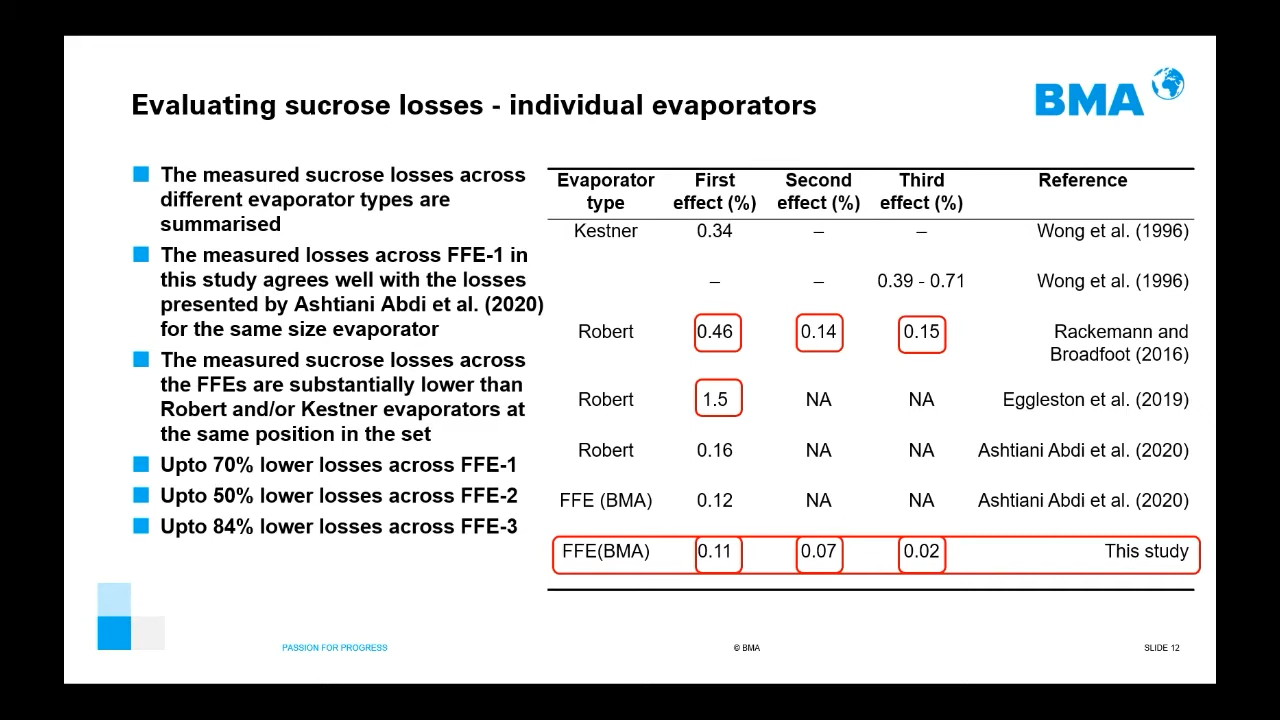 Evaluating sucrose losses - individual evaporators
BMA
The measured sucrose losses across
different evaporator types are
summarised
The measured losses across FFE-1 in
this study agrees well with the losses
presented by Ashtiani Abdi et al. (2020)
for the same size evaporator
The measured sucrose losses across
the FFEs are substantially lower than
Robert and/or Kestner evaporators at
the same position in the set
Upto 70% lower losses across FFE-1
Upto 50% lower losses across FFE-2
Upto 84% lower losses across FFE-3
Evaporator First Second Third Reference
type effect (%) effect (%) effect (%)
Kestner 0.34 – – Wong et al. (1996)
– – 0.39 - 0.71 Wong et al. (1996)
Robert 0.46 0.14 0.15 Rackemann and
Broadfoot (2016)
Robert 1.5 NA NA Eggleston et al. (2019)
Robert 0.16 NA NA Ashtiani Abdi et al. (2020)
FFE (BMA) 0.12 NA NA Ashtiani Abdi et al. (2020)
FFE(BMA) 0.11 0.07 0.02 This study
PASSION FOR PROGRESS
© BMA
SLIDE 12